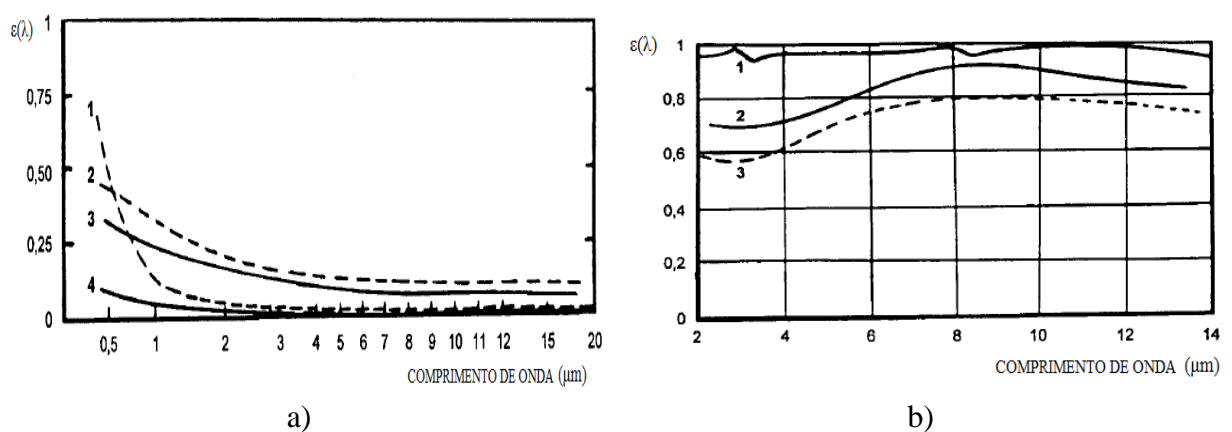 ε(λ)
1
0,75
0,50
0,25
0
1
2
3
4
0,5 1 2 3 4 5 6 7 8 9 10 11 12 15 20
COMPRIMENTO DE ONDA (µm)
a)
ε(λ)
1
0,8
0,6
0,4
0,2
0
1
2
3
2 4 6 8 10 12 14
COMPRIMENTO DE ONDA (µm)
b)